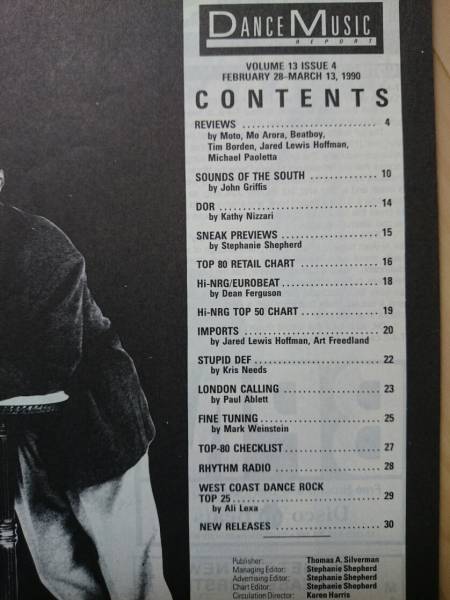 DANCE MUSIC
REPORT
VOLUME 13 ISSUE 4
FEBRUARY 28–MARCH 13, 1990
CONTENTS
REVIEWS ........................... 4
by Moto, Mo Arora, Beatboy,
Tim Borden, Jared Lewis Hoffman,
Michael Paoletta
SOUNDS OF THE SOUTH ............... 10
by John Griffis
DOR ............................... 14
by Kathy Nizzari
SNEAK PREVIEWS .................... 15
by Stephanie Shepherd
TOP 80 RETAIL CHART ............... 16
Hi-NRG/EUROBEAT ................... 18
by Dean Ferguson
Hi-NRG TOP 50 CHART ............... 19
IMPORTS ........................... 20
by Jared Lewis Hoffman, Art Freedland
STUPID DEF ........................ 22
by Kris Needs
LONDON CALLING .................... 23
by Paul Ablett
FINE TUNING ....................... 25
by Mark Weinstein
TOP-80 CHECKLIST .................. 27
RHYTHM RADIO ...................... 28
WEST COAST DANCE ROCK
TOP 25 ............................ 29
by Ali Lexa
NEW RELEASES ...................... 30
Publisher: Thomas A. Silverman
Managing Editor: Stephanie Shepherd
Advertising Editor: Stephanie Shepherd
Chart Editor: Stephanie Shepherd
Circulation Director: Karen Harris